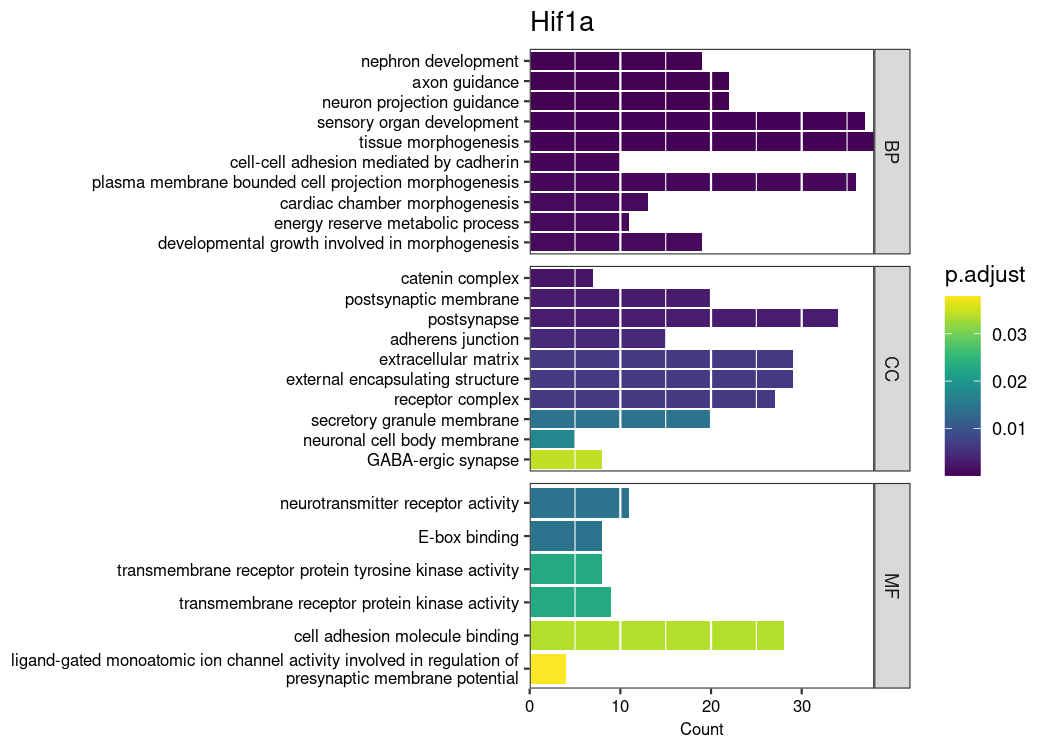 Hif1a
nephron development
axon guidance
neuron projection guidance
sensory organ development
tissue morphogenesis
cell-cell adhesion mediated by cadherin
plasma membrane bounded cell projection morphogenesis
cardiac chamber morphogenesis
energy reserve metabolic process
developmental growth involved in morphogenesis
BP
catenin complex
postsynaptic membrane
postsynapse
adherens junction
extracellular matrix
external encapsulating structure
receptor complex
secretory granule membrane
neuronal cell body membrane
GABA-ergic synapse
CC
neurotransmitter receptor activity
E-box binding
transmembrane receptor protein tyrosine kinase activity
transmembrane receptor protein kinase activity
cell adhesion molecule binding
ligand-gated monoatomic ion channel activity involved in regulation of
presynaptic membrane potential
MF
0 10 20 30
Count
p.adjust
0.03
0.02
0.01